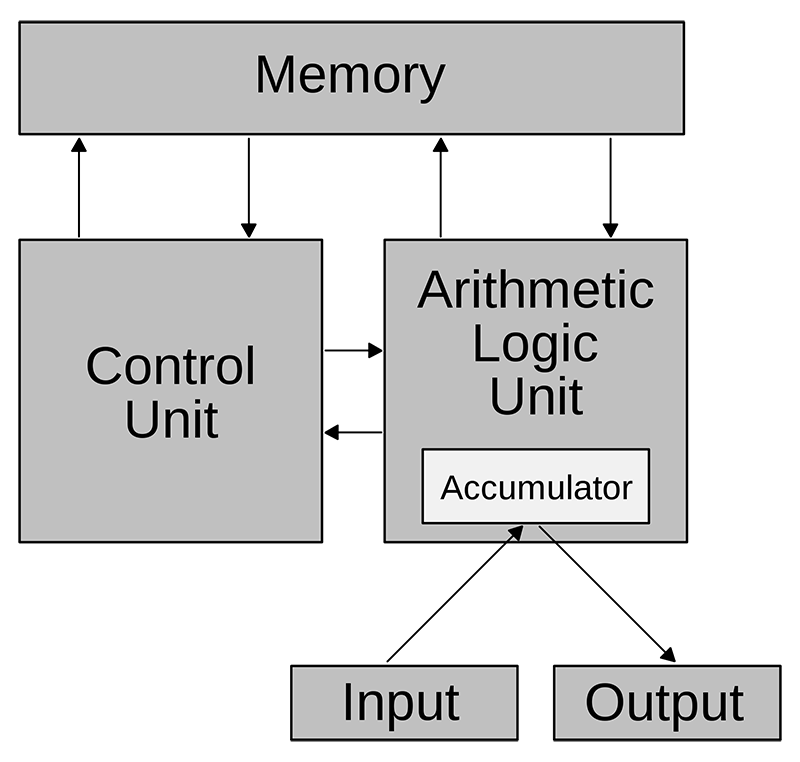 Memory
Control
Unit
Arithmetic
Logic
Unit
Accumulator
Input
Output